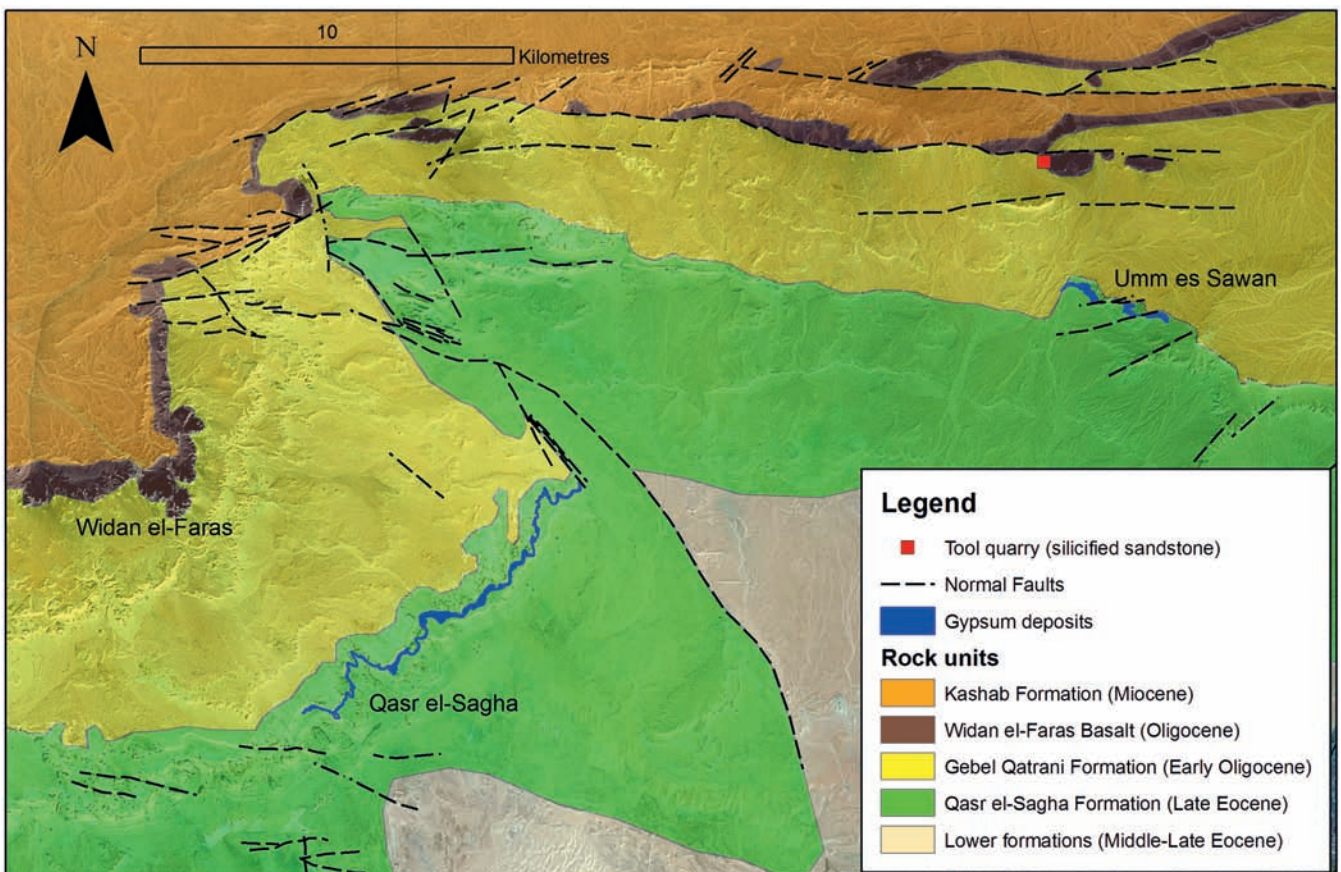 N
10
Kilometres
Umm es Sawan
Widan el-Faras
Qasr el-Sagha
Legend
Tool quarry (silicified sandstone)
Normal Faults
Gypsum deposits
Rock units
Kashab Formation (Miocene)
Widan el-Faras Basalt (Oligocene)
Gebel Qatrani Formation (Early Oligocene)
Qasr el-Sagha Formation (Late Eocene)
Lower formations (Middle-Late Eocene)